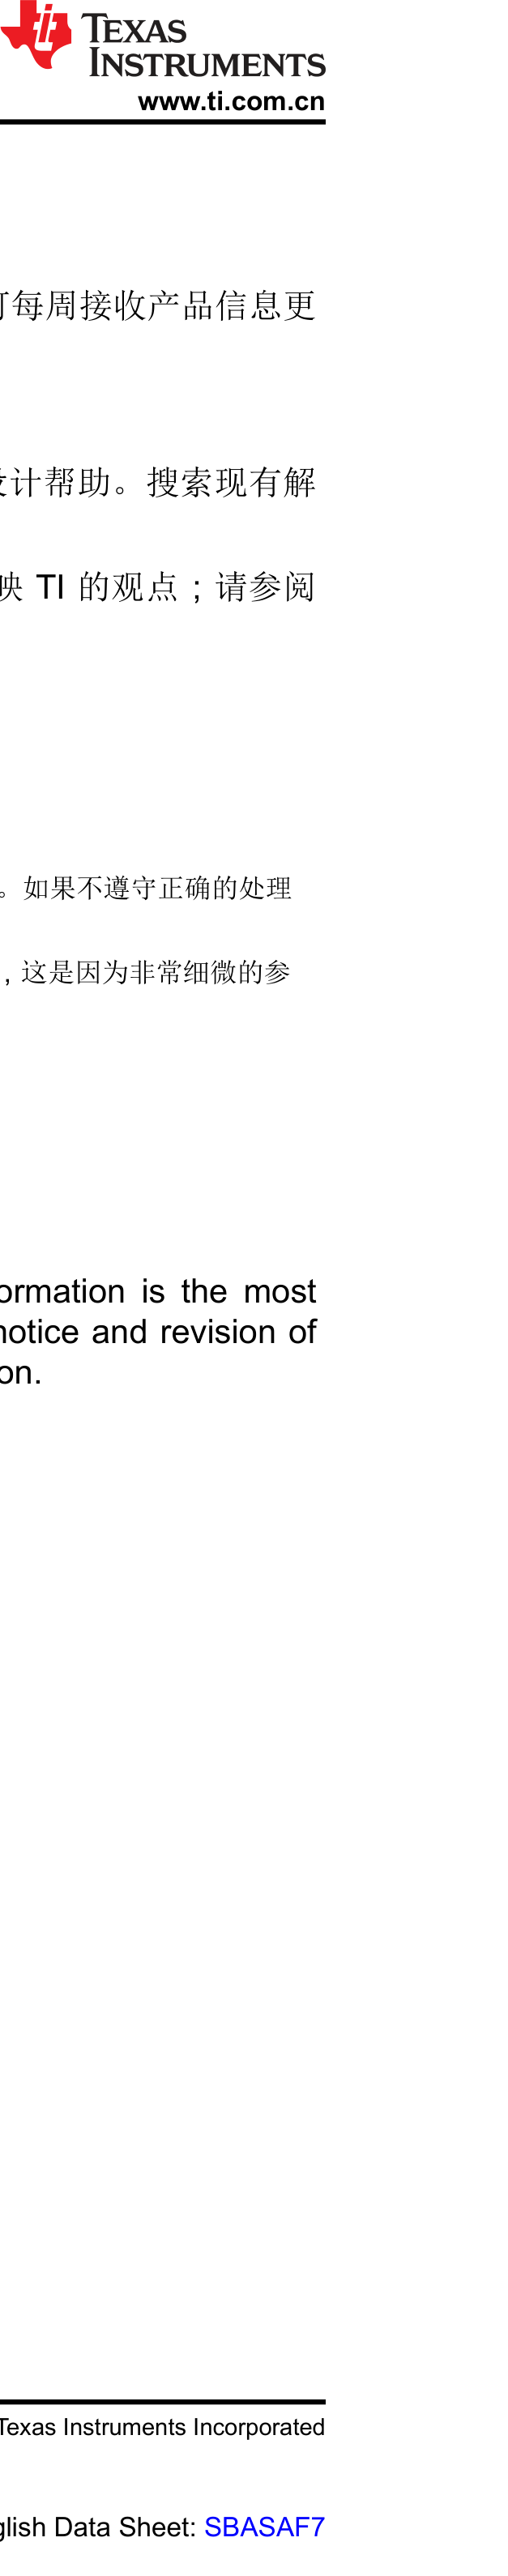 TEXAS
INSTRUMENTS
www.ti.com.cn
每周接收产品信息更
计帮助。搜索现有解
映 TI 的观点；请参阅
。如果不遵守正确的处理
，这是因为非常细微的参
ormation is the most
notice and revision of
on.
Texas Instruments Incorporated
glish Data Sheet: SBASAF7